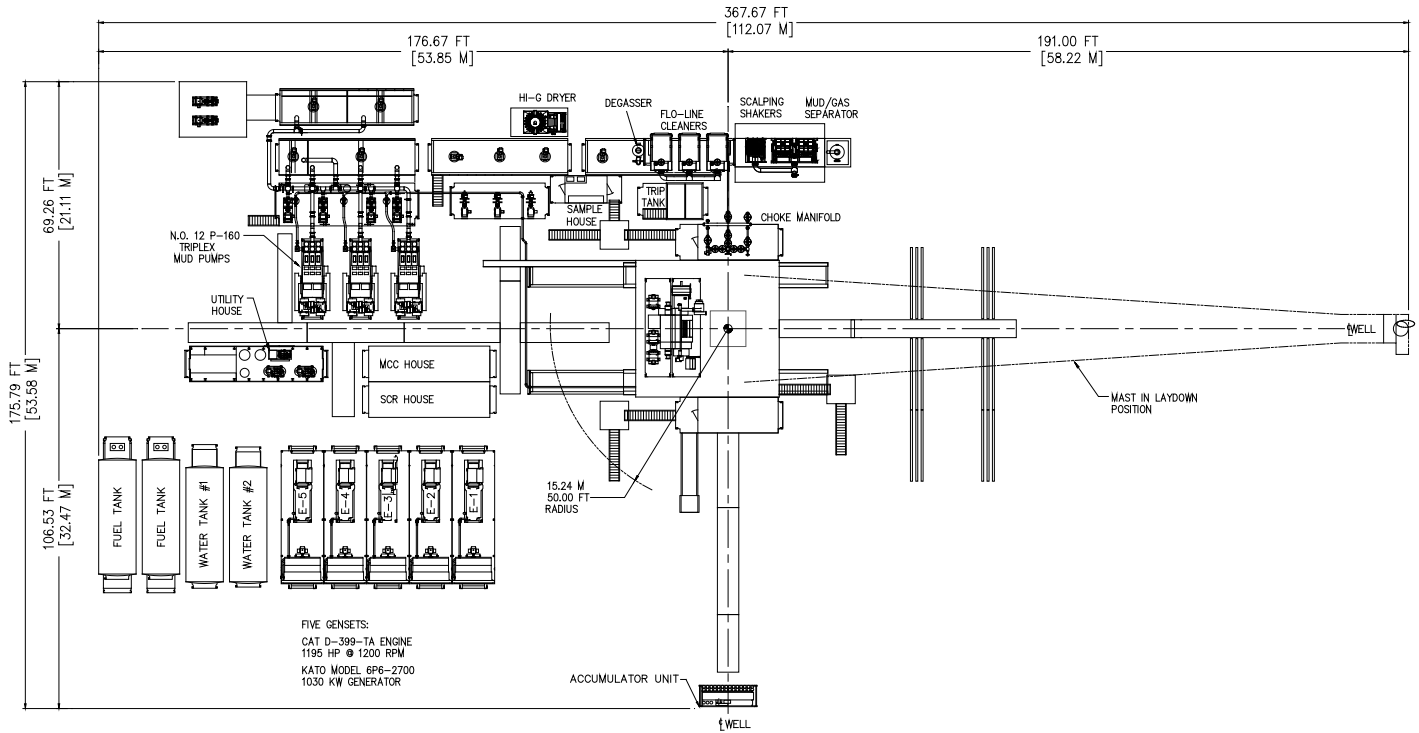 367.67 FT
[112.07 M]
176.67 FT
[53.85 M]
191.00 FT
[58.22 M]
HI-G DRYER
DEGASSER
FLO-LINE
CLEANERS
SCALPING
SHAKERS
MUD/GAS
SEPARATOR
69.26 FT
[21.11 M]
TRIP
TANK
SAMPLE
HOUSE
CHOKE MANIFOLD
N.O. 12 P-160
TRIPLEX
MUD PUMPS
UTILITY
HOUSE
℄WELL
MCC HOUSE
SCR HOUSE
175.79 FT
[53.58 M]
MAST IN LAYDOWN
POSITION
15.24 M
50.00 FT
RADIUS
106.53 FT
[32.47 M]
FUEL TANK
FUEL TANK
WATER TANK #1
WATER TANK #2
E-5
E-4
E-3
E-2
E-1
FIVE GENSETS:
CAT D-399-TA ENGINE
1195 HP @ 1200 RPM
KATO MODEL 6P6-2700
1030 KW GENERATOR
ACCUMULATOR UNIT
℄WELL